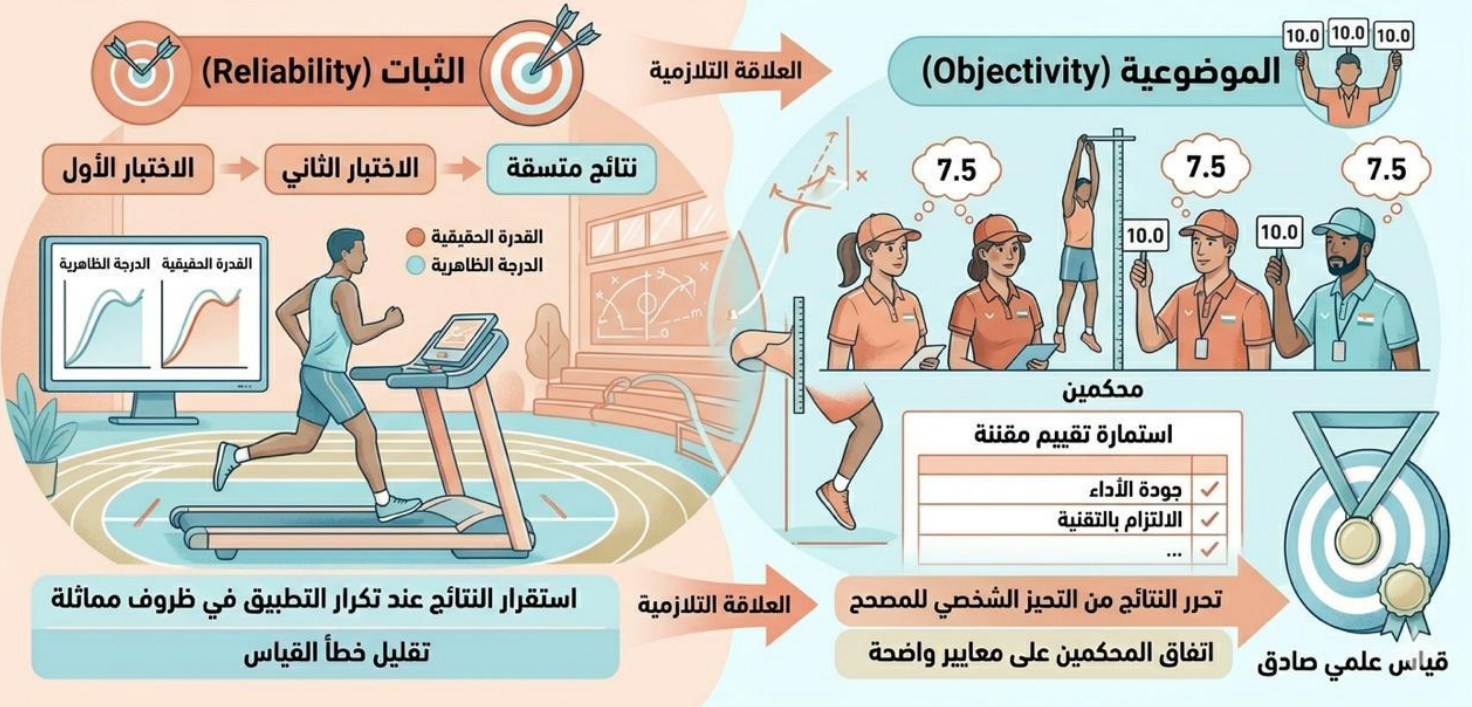 الثبات (Reliability)
العلاقة التلازمية
الموضوعية (Objectivity)
10.0
10.0
10.0
الاختبار الأول
الاختبار الثاني
نتائج متسقة
القدرة الحقيقية
الدرجة الظاهرية
القدرة الحقيقية
الدرجة الظاهرية
7.5
7.5
7.5
10.0
10.0
محكمين
استمارة تقييم مقننة
جودة الأداء
الالتزام بالتقنية
...
استقرار النتائج عند تكرار التطبيق في ظروف مماثلة
تقليل خطأ القياس
العلاقة التلازمية
تحرر النتائج من التحيز الشخصي للمصحح
اتفاق المحكمين على معايير واضحة
قياس علمي صادق